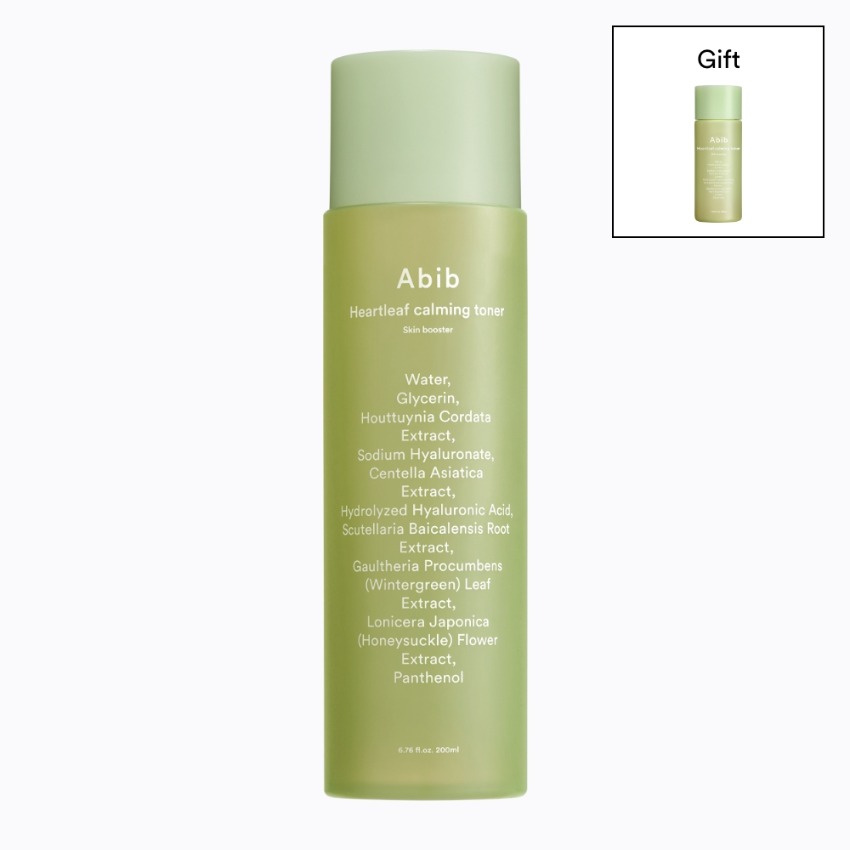 Abib
Heartleaf calming toner
Skin booster
Water,
Glycerin,
Houttuynia Cordata
Extract,
Sodium Hyaluronate,
Centella Asiatica
Extract,
Hydrolyzed Hyaluronic Acid,
Scutellaria Baicalensis Root
Extract,
Gaultheria Procumbens
(Wintergreen) Leaf
Extract,
Lonicera Japonica
(Honeysuckle) Flower
Extract,
Panthenol
6.76 fl.oz. 200ml
Gift
Abib